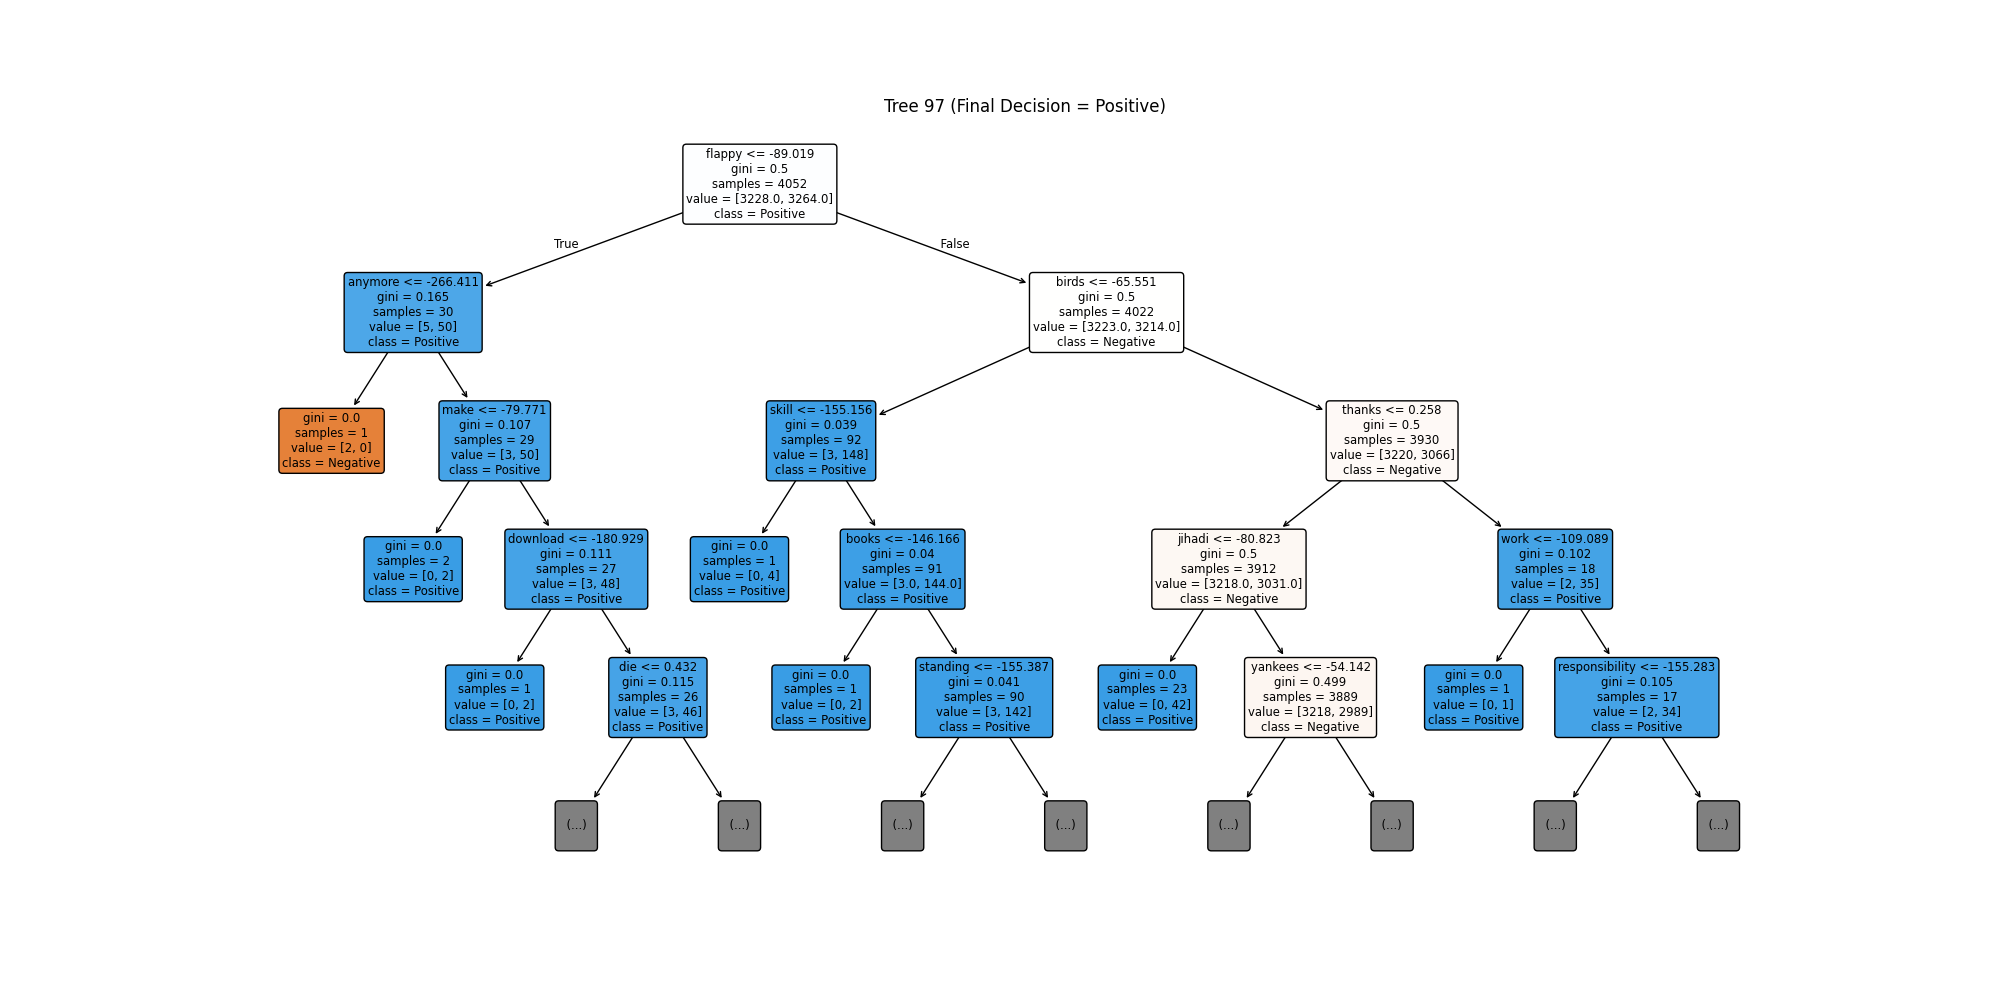 Tree 97 (Final Decision = Positive)
flappy <= -89.019
gini = 0.5
samples = 4052
value = [3228.0, 3264.0]
class = Positive
True
False
anymore <= -266.411
gini = 0.165
samples = 30
value = [5, 50]
class = Positive
birds <= -65.551
gini = 0.5
samples = 4022
value = [3223.0, 3214.0]
class = Negative
gini = 0.0
samples = 1
value = [2, 0]
class = Negative
make <= -79.771
gini = 0.107
samples = 29
value = [3, 50]
class = Positive
skill <= -155.156
gini = 0.039
samples = 92
value = [3, 148]
class = Positive
thanks <= 0.258
gini = 0.5
samples = 3930
value = [3220, 3066]
class = Negative
gini = 0.0
samples = 2
value = [0, 2]
class = Positive
download <= -180.929
gini = 0.111
samples = 27
value = [3, 48]
class = Positive
gini = 0.0
samples = 1
value = [0, 4]
class = Positive
books <= -146.166
gini = 0.04
samples = 91
value = [3.0, 144.0]
class = Positive
jihadi <= -80.823
gini = 0.5
samples = 3912
value = [3218.0, 3031.0]
class = Negative
work <= -109.089
gini = 0.102
samples = 18
value = [2, 35]
class = Positive
gini = 0.0
samples = 1
value = [0, 2]
class = Positive
die <= 0.432
gini = 0.115
samples = 26
value = [3, 46]
class = Positive
gini = 0.0
samples = 1
value = [0, 2]
class = Positive
standing <= -155.387
gini = 0.041
samples = 90
value = [3, 142]
class = Positive
gini = 0.0
samples = 23
value = [0, 42]
class = Positive
yankees <= -54.142
gini = 0.499
samples = 3889
value = [3218, 2989]
class = Negative
gini = 0.0
samples = 1
value = [0, 1]
class = Positive
responsibility <= -155.283
gini = 0.105
samples = 17
value = [2, 34]
class = Positive
(...)
(...)
(...)
(...)
(...)
(...)
(...)
(...)